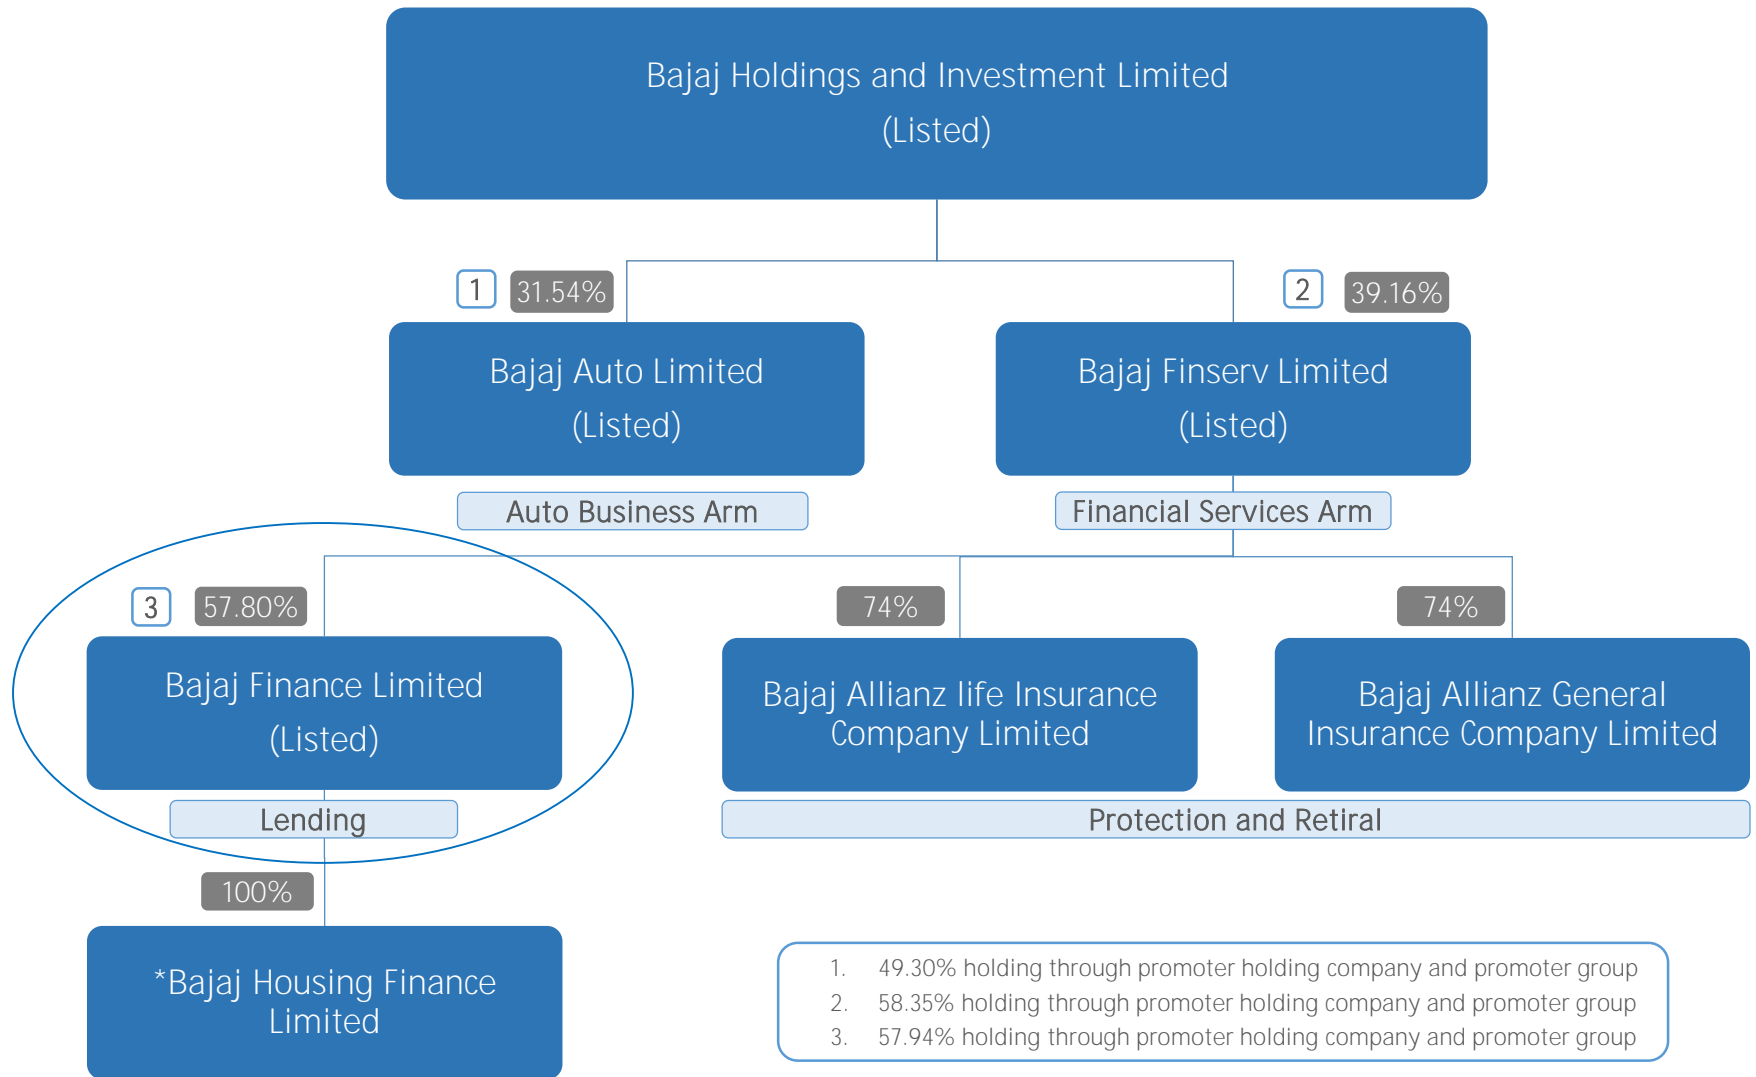 Bajaj Holdings and Investment Limited
(Listed)
1 31.54%
2 39.16%
Bajaj Auto Limited
(Listed)
Bajaj Finserv Limited
(Listed)
Auto Business Arm
Financial Services Arm
3 57.80%
74%
74%
Bajaj Finance Limited
(Listed)
Bajaj Allianz life Insurance
Company Limited
Bajaj Allianz General
Insurance Company Limited
Lending
Protection and Retiral
100%
*Bajaj Housing Finance
Limited
1. 49.30% holding through promoter holding company and promoter group
2. 58.35% holding through promoter holding company and promoter group
3. 57.94% holding through promoter holding company and promoter group